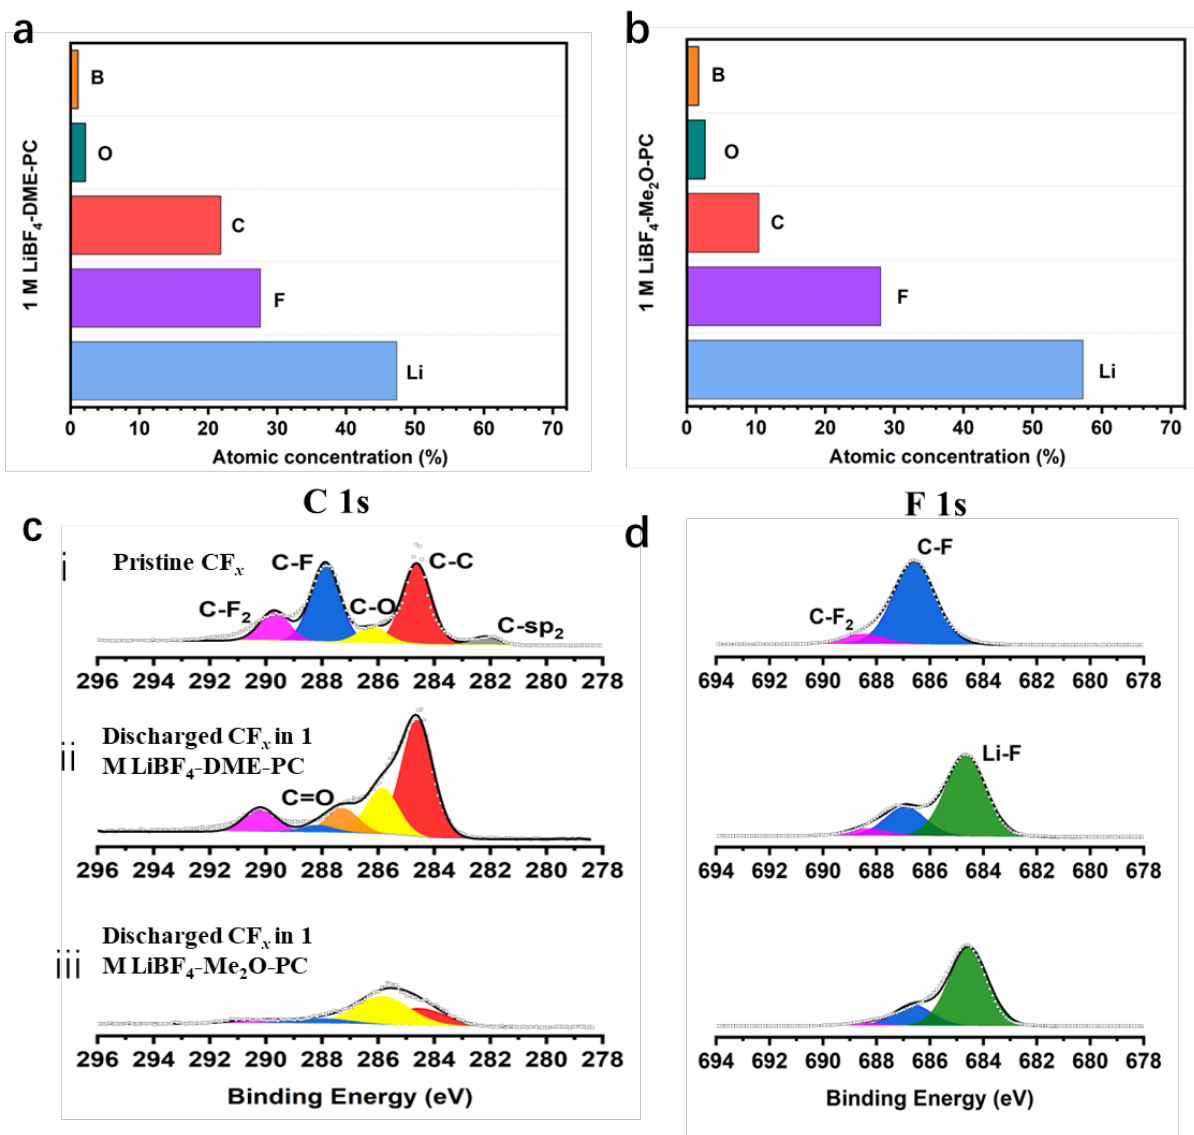 a
B
O
C
F
Li
1 M LiBF₄-DME-PC
0 10 20 30 40 50 60 70
Atomic concentration (%)
b
B
O
C
F
Li
1 M LiBF₄-Me₂O-PC
0 10 20 30 40 50 60 70
Atomic concentration (%)
c
C 1s
i
Pristine CFₓ
C-F₂
C-F
C-O
C-C
C-sp₂
296 294 292 290 288 286 284 282 280 278
ii
Discharged CFₓ in 1
M LiBF₄-DME-PC
C=O
296 294 292 290 288 286 284 282 280 278
iii
Discharged CFₓ in 1
M LiBF₄-Me₂O-PC
296 294 292 290 288 286 284 282 280 278
Binding Energy (eV)
d
F 1s
C-F₂
C-F
694 692 690 688 686 684 680 678
Li-F
694 692 690 688 686 684 680 678
694 692 690 688 686 684 680 678
Binding Energy (eV)